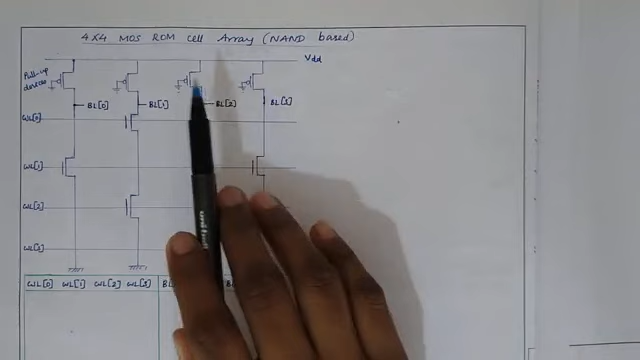 4X4 MOS ROM Cell Array (NAND based)
Vdd
Pull-up
devices
BL[0] BL[1] BL[2] BL[3]
WL[0]
WL[1]
WL[2]
WL[3]
WL[0] WL[1] WL[2] WL[3]